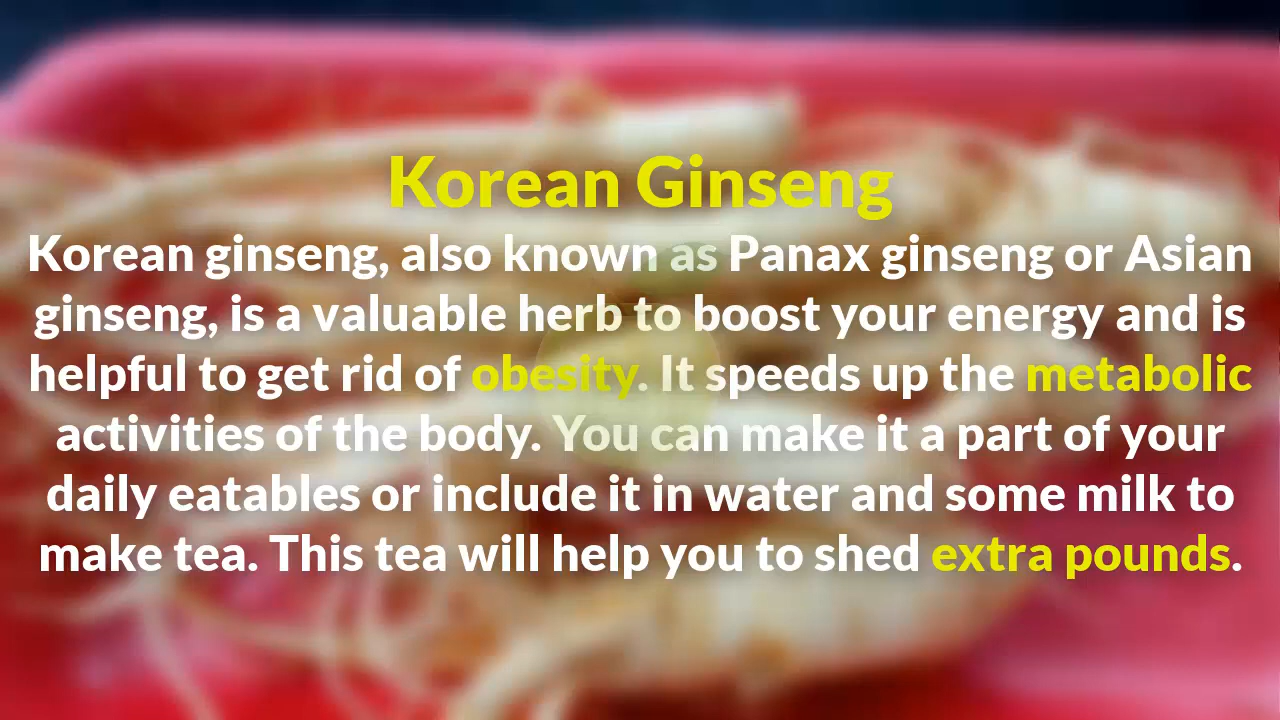 Korean Ginseng
Korean ginseng, also known as Panax ginseng or Asian
ginseng, is a valuable herb to boost your energy and is
helpful to get rid of obesity. It speeds up the metabolic
activities of the body. You can make it a part of your
daily eatables or include it in water and some milk to
make tea. This tea will help you to shed extra pounds.